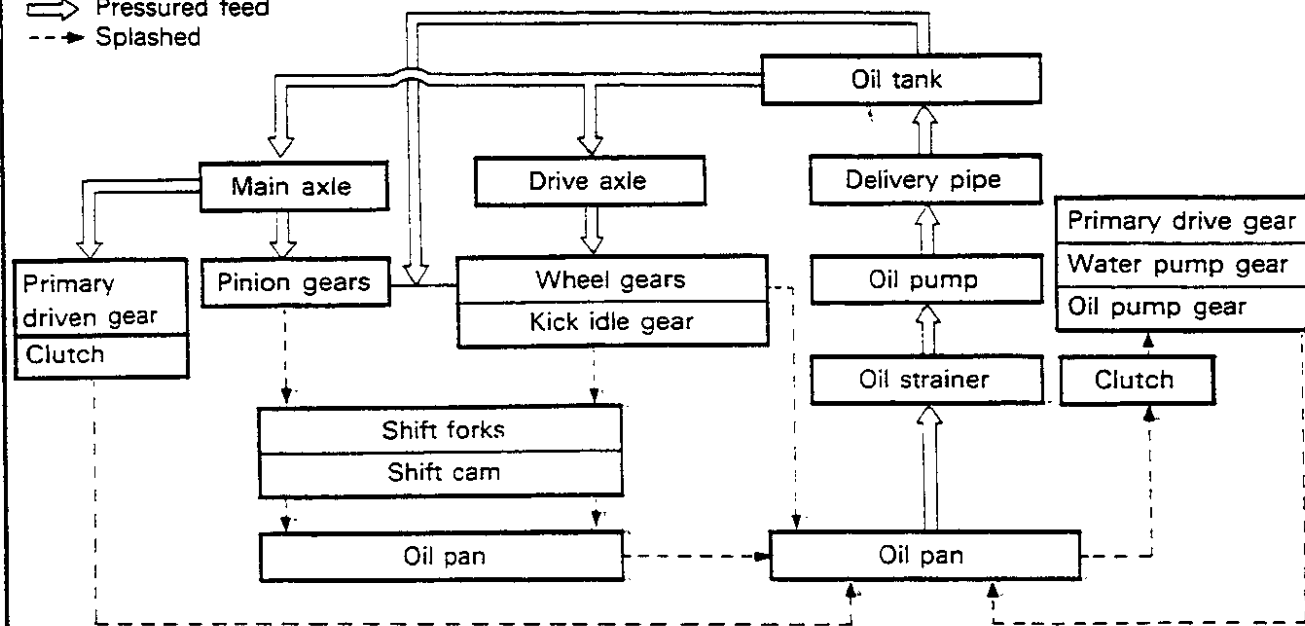 Pressured feed
Splashed
Oil tank
Main axle
Drive axle
Delivery pipe
Primary drive gear
Water pump gear
Oil pump gear
Primary
driven gear
Clutch
Pinion gears
Wheel gears
Kick idle gear
Oil pump
Oil strainer
Clutch
Shift forks
Shift cam
Oil pan
Oil pan